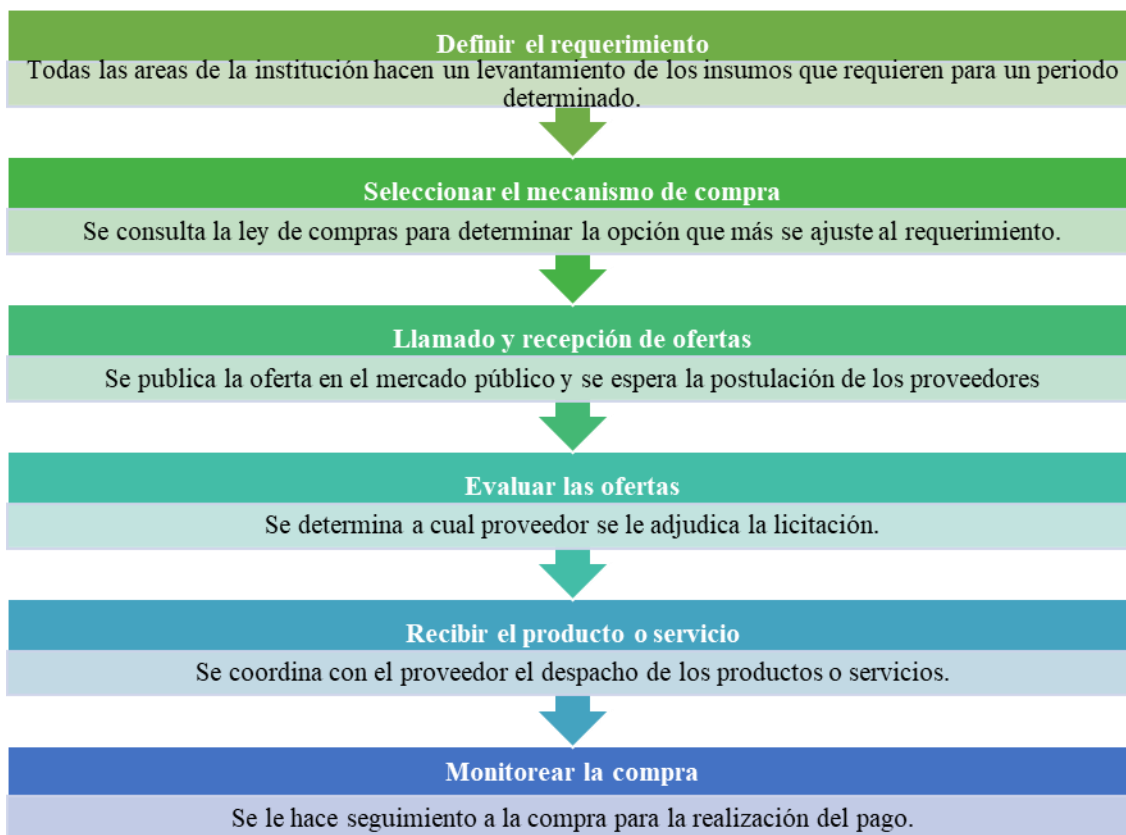 Definir el requerimiento
Todas las areas de la institución hacen un levantamiento de los insumos que requieren para un periodo
determinado.
Seleccionar el mecanismo de compra
Se consulta la ley de compras para determinar la opción que más se ajuste al requerimiento.
Llamado y recepción de ofertas
Se publica la oferta en el mercado público y se espera la postulación de los proveedores
Evaluar las ofertas
Se determina a cual proveedor se le adjudica la licitación.
Recibir el producto o servicio
Se coordina con el proveedor el despacho de los productos o servicios.
Monitorear la compra
Se le hace seguimiento a la compra para la realización del pago.